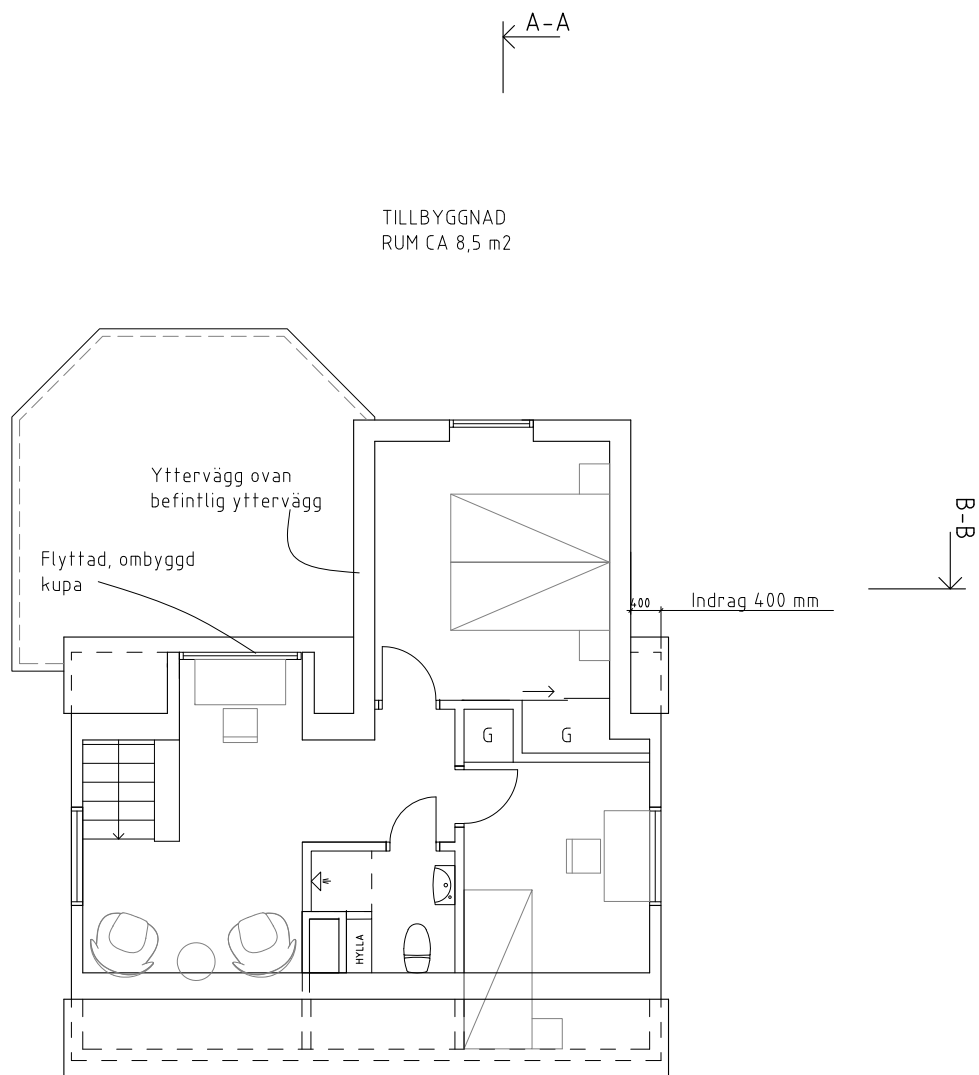 A-A
TILLBYGGNAD
RUM CA 8,5 m2
Yttervägg ovan
befintlig yttervägg
B-B
Flyttad, ombyggd
kupa
400
Indrag 400 mm
G
G
HYLLA